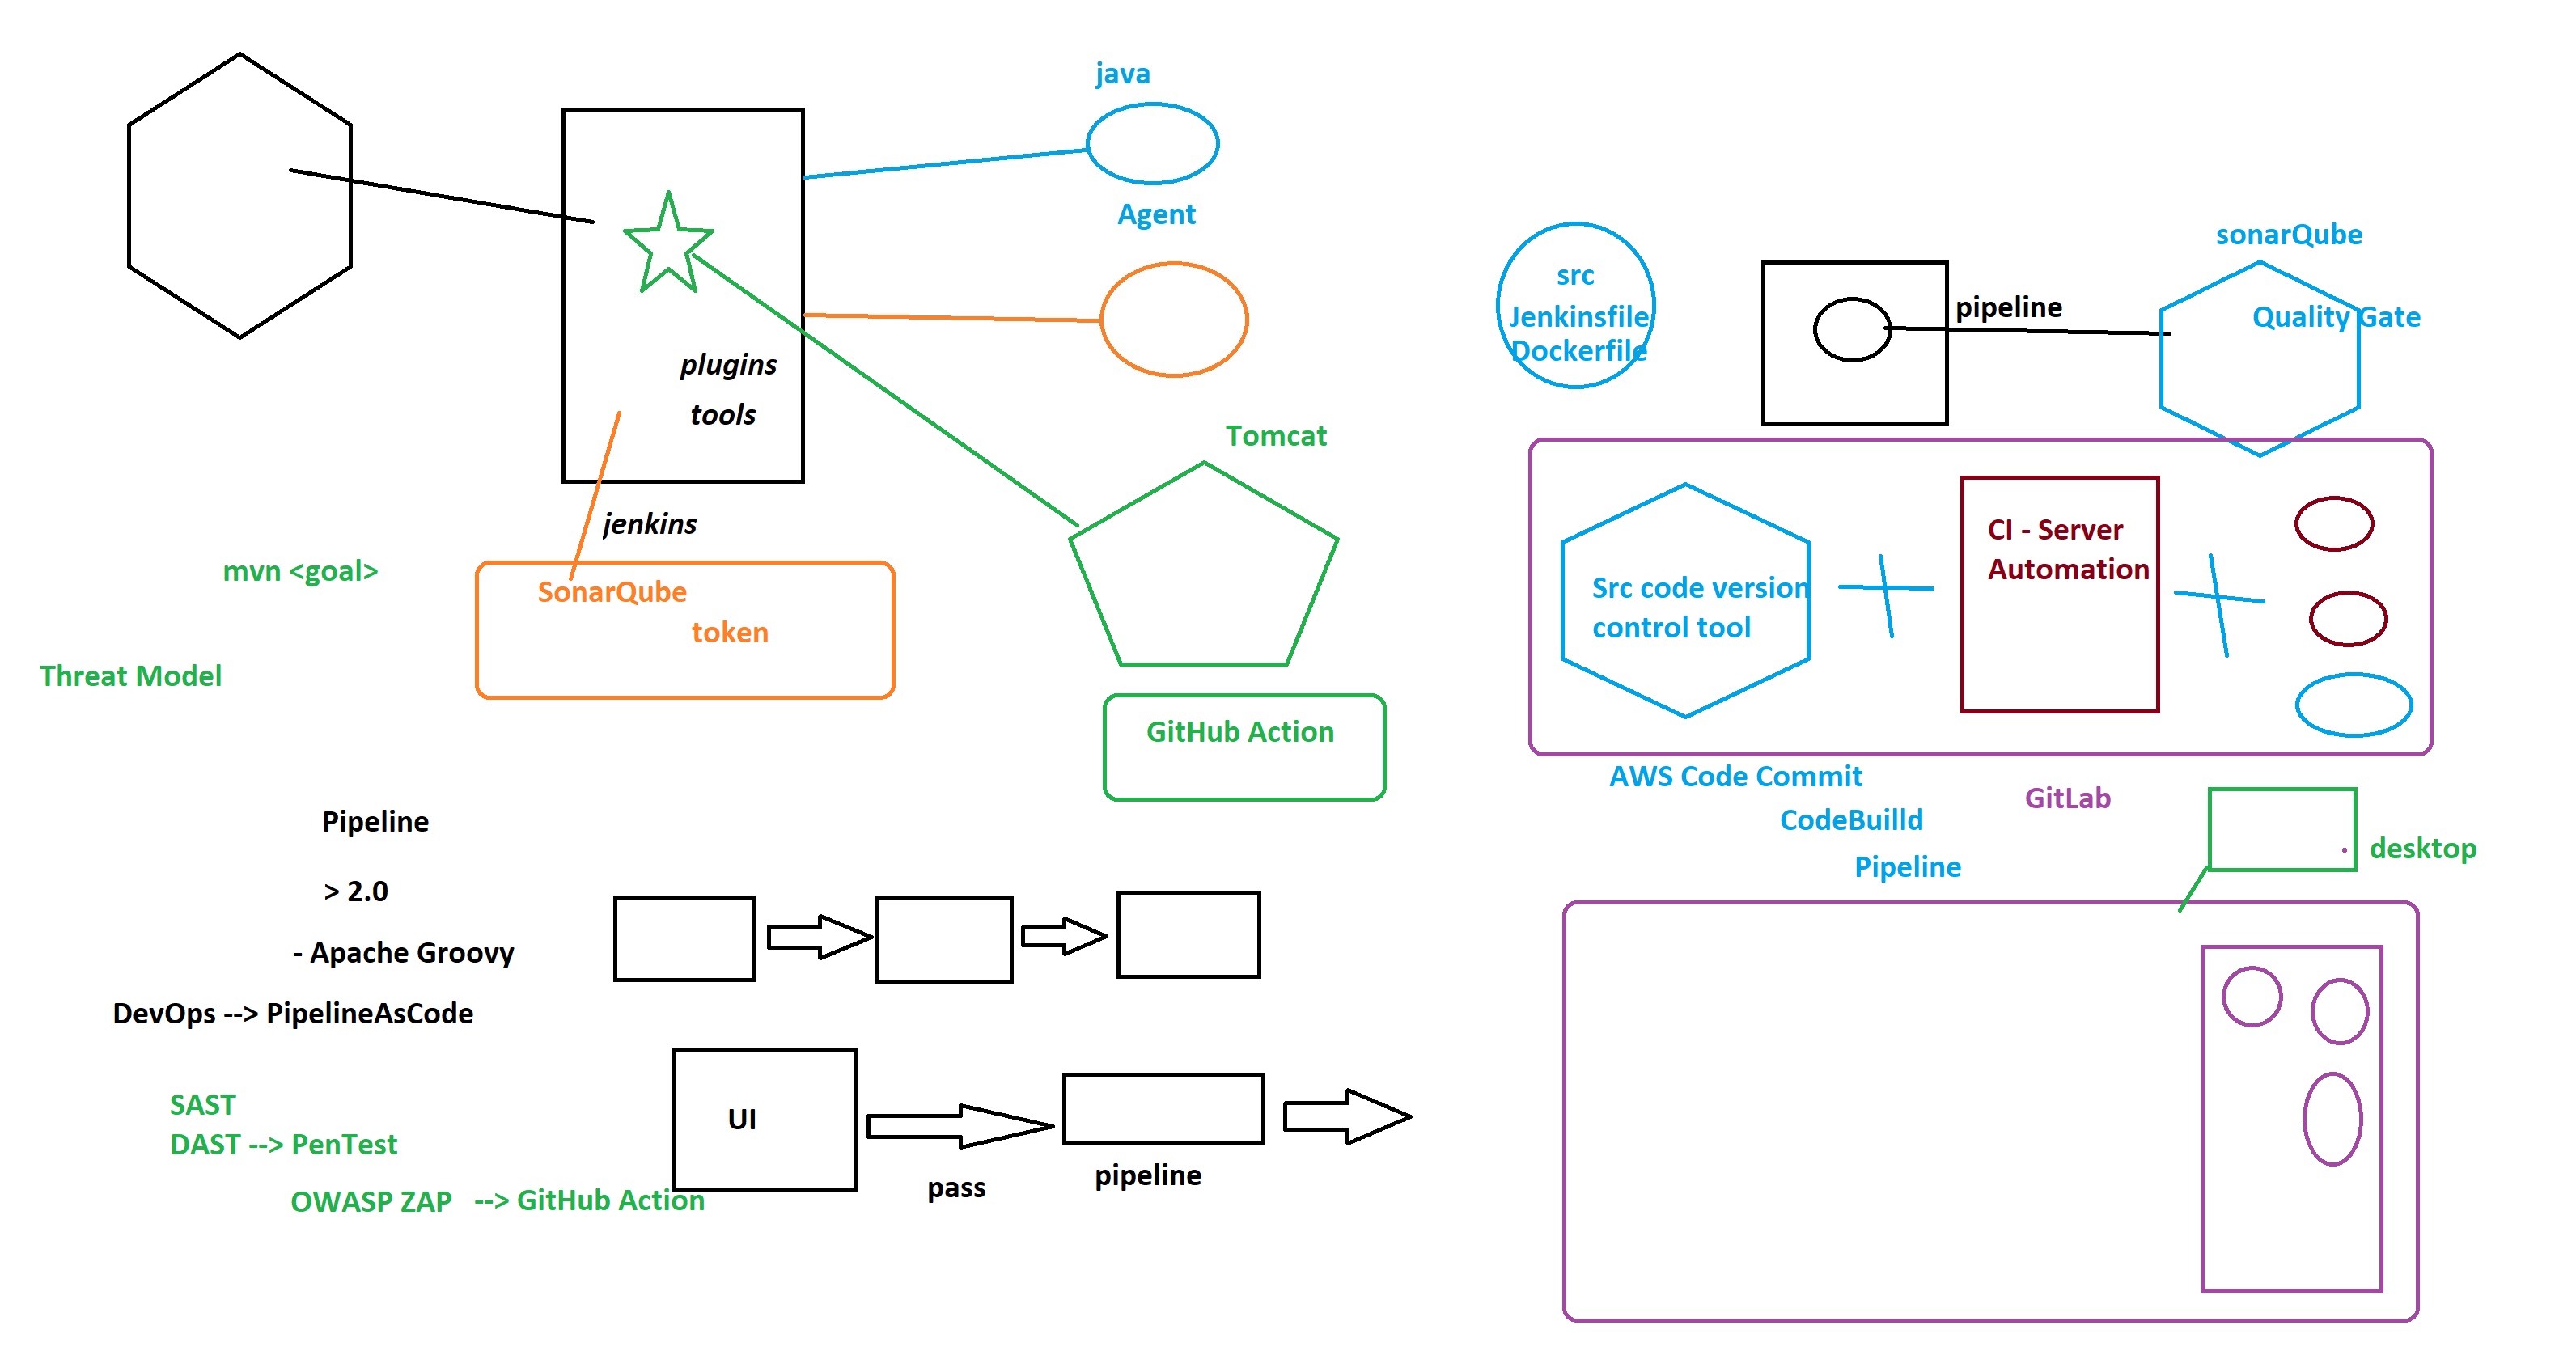 java
Agent
plugins
tools
jenkins
mvn <goal>
SonarQube
token
Threat Model
Tomcat
GitHub Action
Pipeline
> 2.0
- Apache Groovy
DevOps --> PipelineAsCode
SAST
DAST --> PenTest
OWASP ZAP --> GitHub Action
UI
pass
pipeline
src
Jenkinsfile
Dockerfile
pipeline
sonarQube
Quality Gate
Src code version
control tool
CI - Server
Automation
AWS Code Commit
CodeBuilld
Pipeline
GitLab
desktop